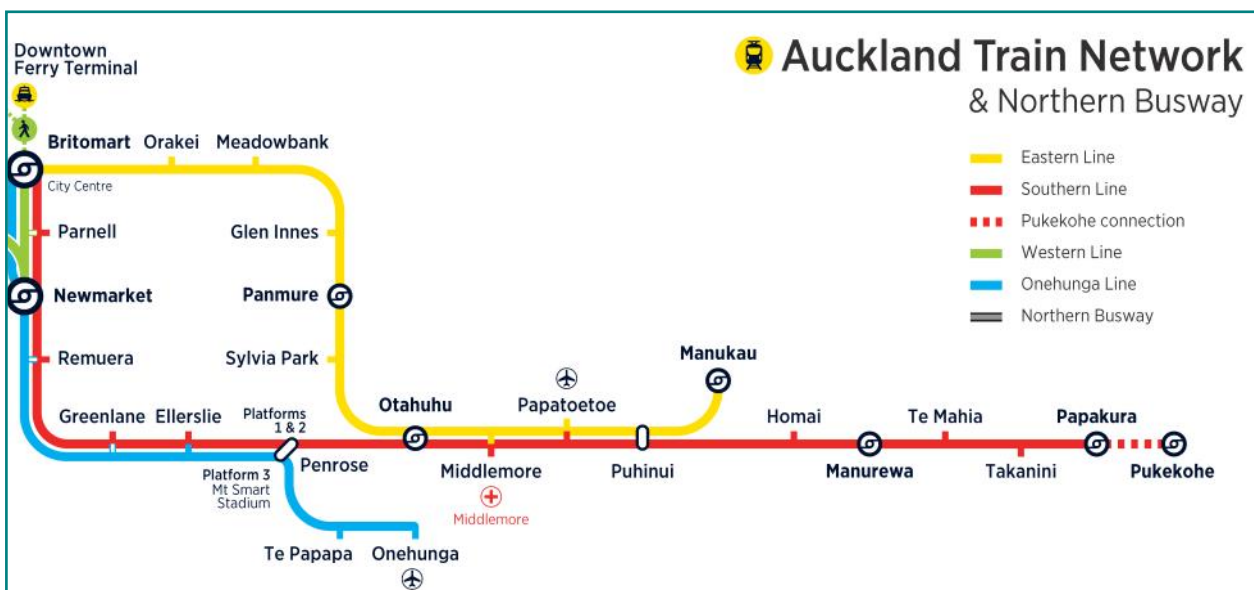 Downtown
Ferry Terminal
Auckland Train Network
& Northern Busway
Britomart
Orakei
Meadowbank
City Centre
Eastern Line
Southern Line
Pukekohe connection
Western Line
Onehunga Line
Northern Busway
Parnell
Glen Innes
Newmarket
Panmure
Remuera
Sylvia Park
Manukau
Greenlane
Ellerslie
Platforms
1 & 2
Otahuhu
Papatoetoe
Homai
Te Mahia
Papakura
Platform 3
Mt Smart
Stadium
Penrose
Middlemore
Middlemore
Puhinui
Manurewa
Takanini
Pukekohe
Te Papapa
Onehunga